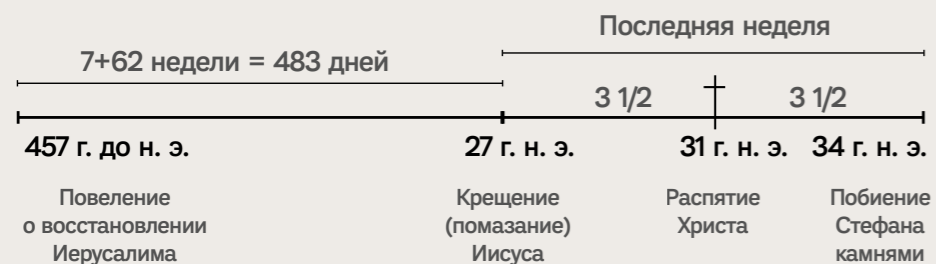 Последняя неделя
7+62 недели = 483 дней
3 1/2
3 1/2
457 г. до н. э.
27 г. н. э.
31 г. н. э.
34 г. н. э.
Повеление
о восстановлении
Иерусалима
Крещение
(помазание)
Иисуса
Распятие
Христа
Побиение
Стефана
камнями